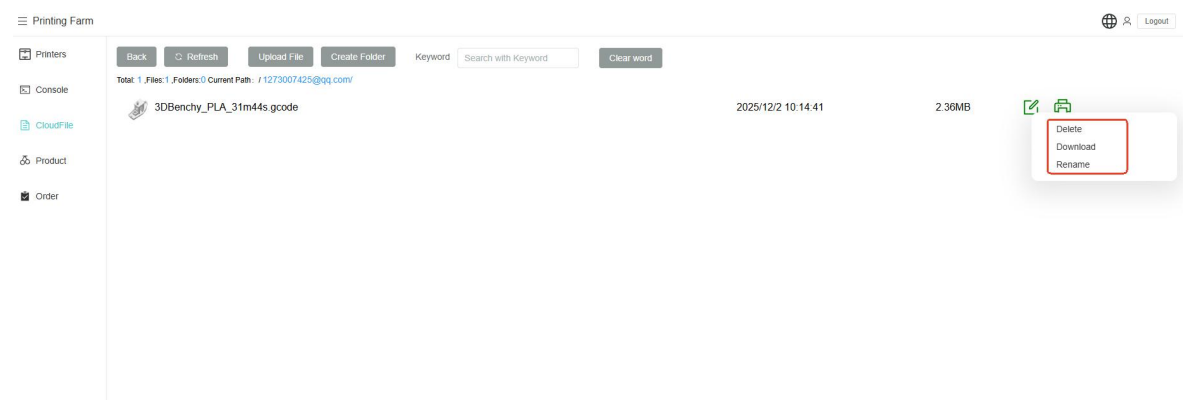 Printing Farm
Logout
Printers
Console
CloudFile
Product
Order
Back Refresh Upload File Create Folder Keyword Search with Keyword Clear word
Total: 1 ,Files:1 ,Folders:0 Current Path: / 1273007425@qq.com/
3DBenchy_PLA_31m44s.gcode 2025/12/2 10:14:41 2.36MB
Delete
Download
Rename